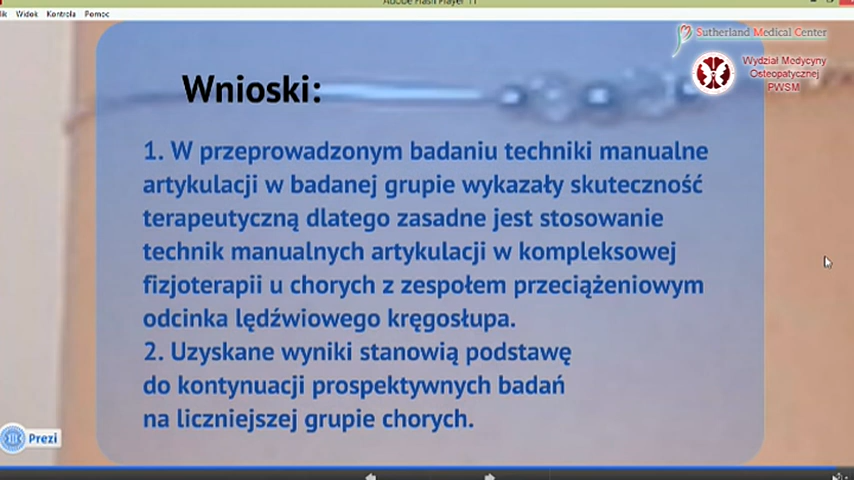 Adobe Flash Player 11
Widok Kontrola Pomoc
Sutherland Medical Center
Wydział Medycyny
Osteopatycznej
PWSM
Wnioski:
1. W przeprowadzonym badaniu techniki manualne
artykulacji w badanej grupie wykazały skuteczność
terapeutyczną dlatego zasadne jest stosowanie
technik manualnych artykulacji w kompleksowej
fizjoterapii u chorych z zespołem przeciążeniowym
odcinka lędźwiowego kręgosłupa.
2. Uzyskane wyniki stanowią podstawę
do kontynuacji prospektywnych badań
na liczniejszej grupie chorych.
Prezi